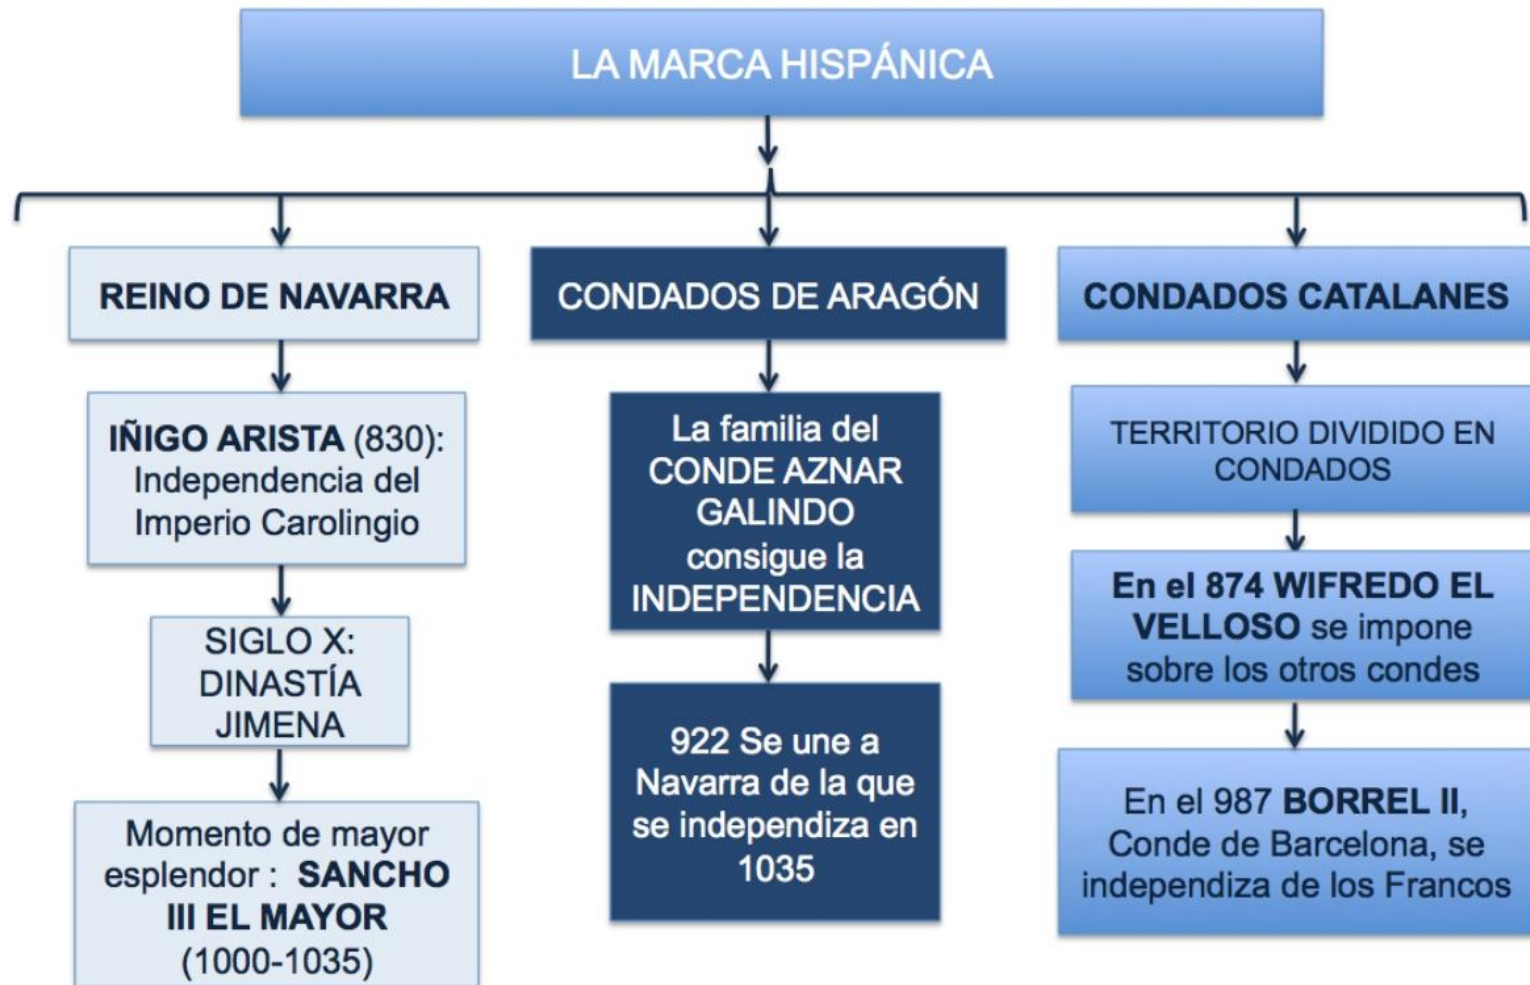 LA MARCA HISPÁNICA
REINO DE NAVARRA
IÑIGO ARISTA (830):
Independencia del
Imperio Carolingio
SIGLO X:
DINASTÍA
JIMENA
Momento de mayor
esplendor : SANCHO
III EL MAYOR
(1000-1035)
CONDADOS DE ARAGÓN
La familia del
CONDE AZNAR
GALINDO
consigue la
INDEPENDENCIA
922 Se une a
Navarra de la que
se independiza en
1035
CONDADOS CATALANES
TERRITORIO DIVIDIDO EN
CONDADOS
En el 874 WIFREDO EL
VELLOSO se impone
sobre los otros condes
En el 987 BORREL II,
Conde de Barcelona, se
independiza de los Francos